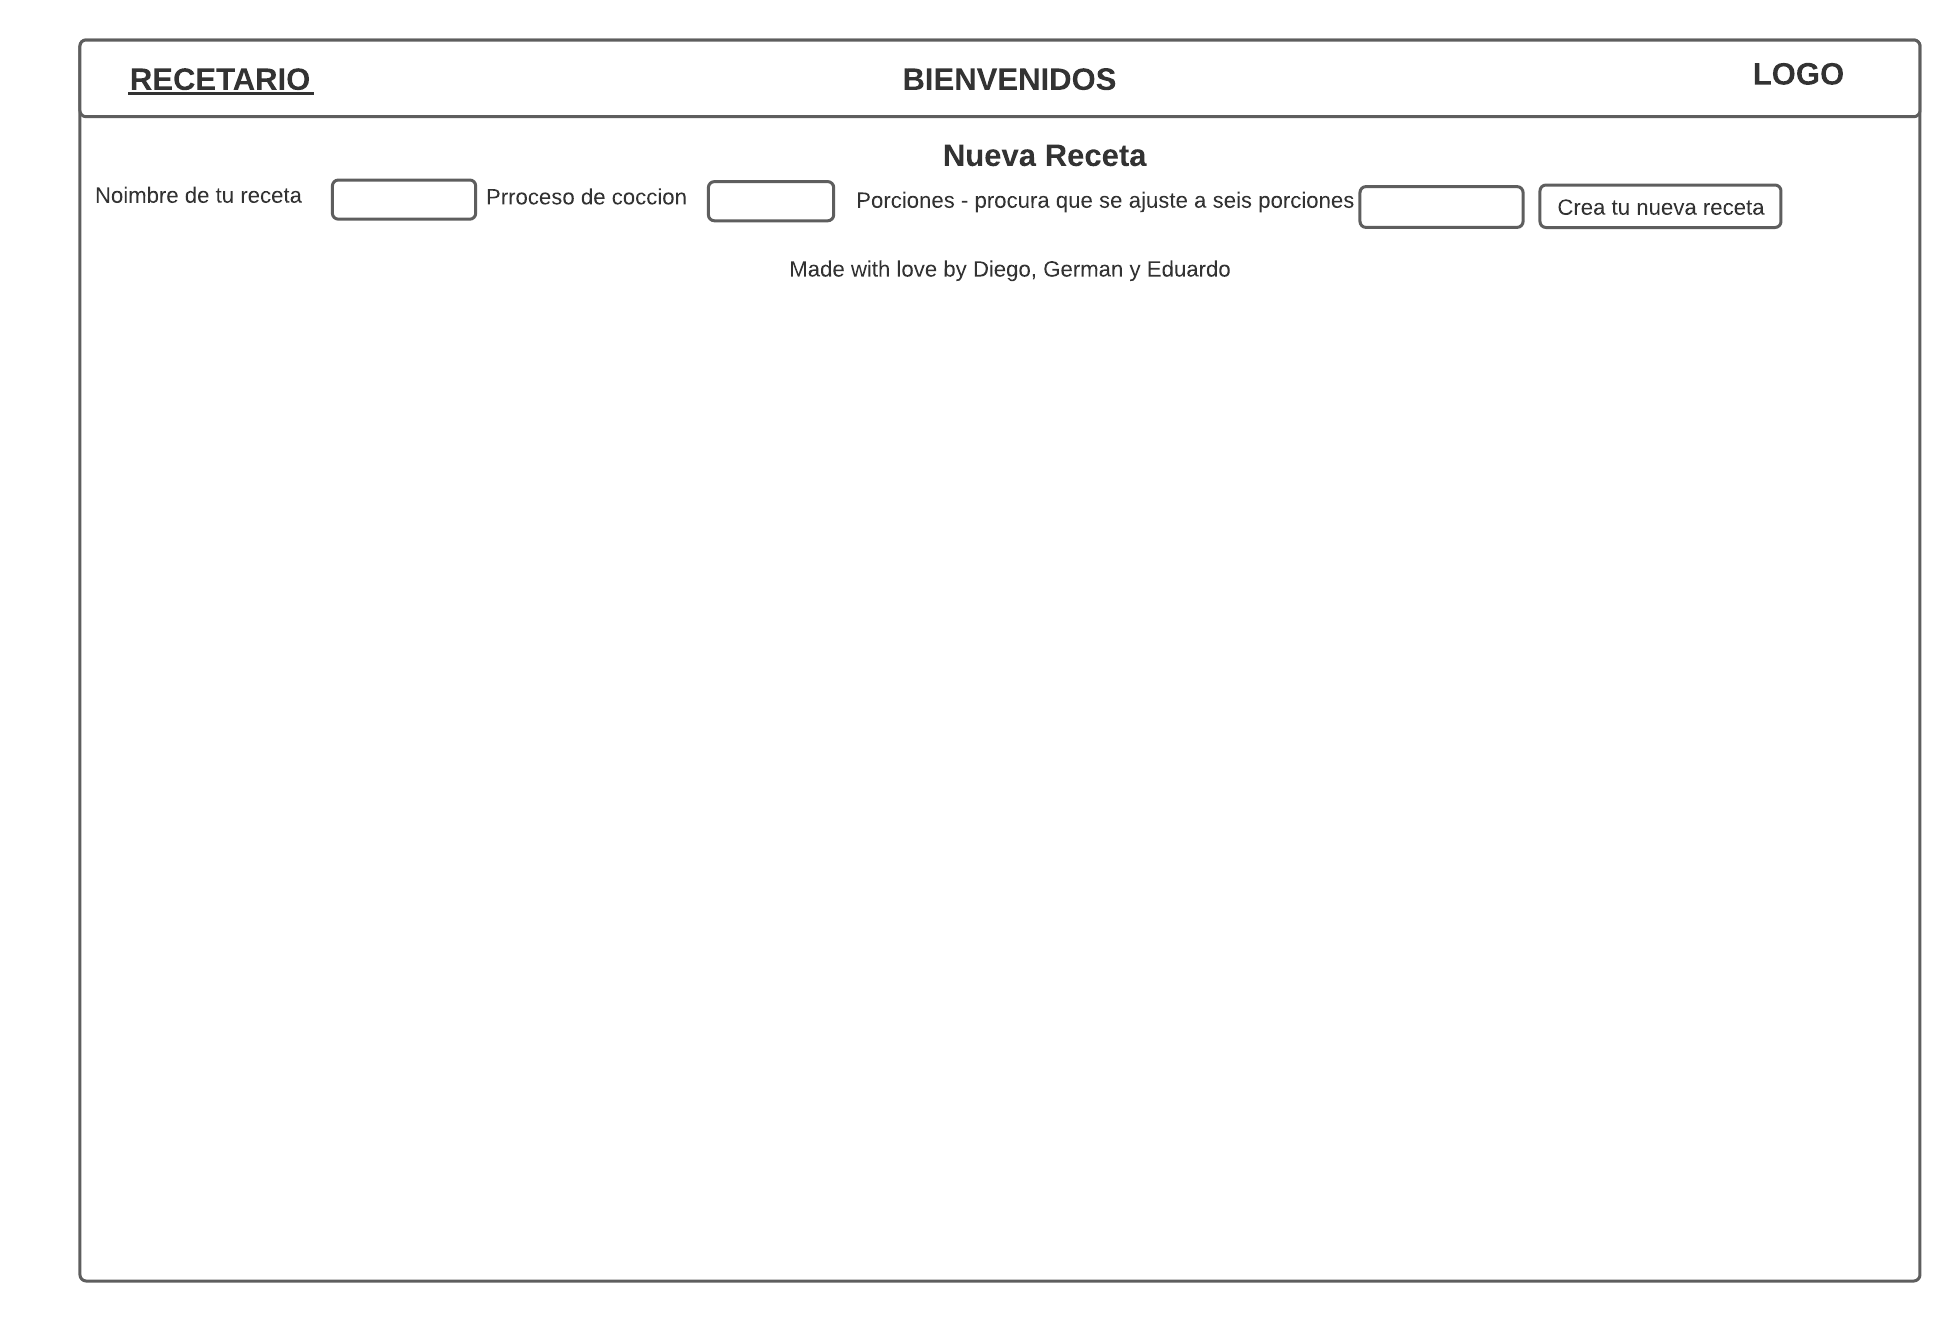 RECETARIO
BIENVENIDOS
LOGO
Nueva Receta
Noimbre de tu receta
Prroceso de coccion
Porciones - procura que se ajuste a seis porciones
Crea tu nueva receta
Made with love by Diego, German y Eduardo